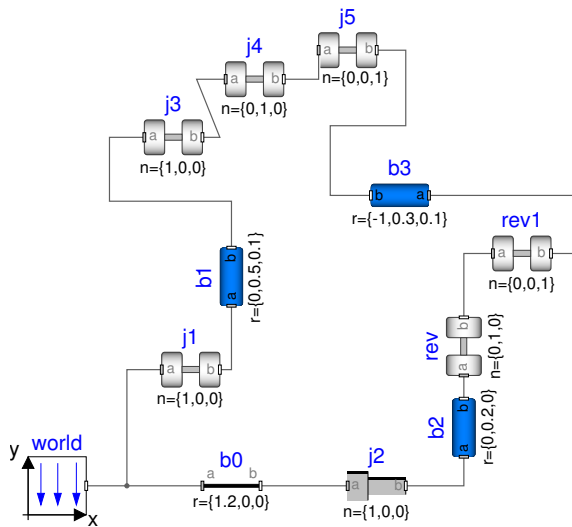 j5
j4
a b
n={0,0,1}
j3
a b
n={0,1,0}
a b
n={1,0,0}
b3
b a
r={-1,0.3,0.1}
rev1
a b
n={0,0,1}
b1
a b
r={0,0.5,0.1}
rev
a b
n={0,1,0}
j1
a b
n={1,0,0}
b2
a b
r={0,0.2,0}
world
y
x
b0
a b
r={1.2,0,0}
j2
a b
n={1,0,0}